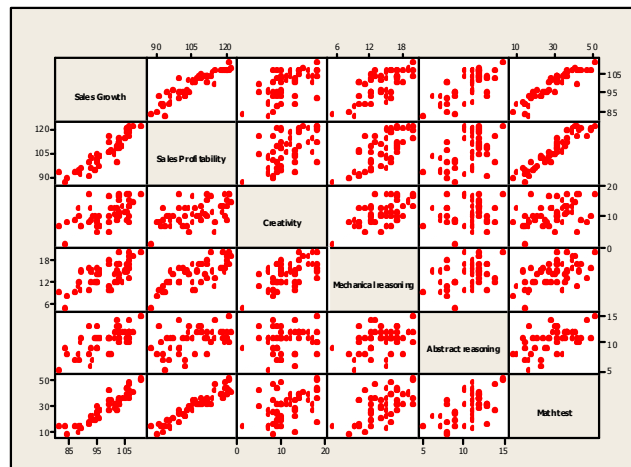 90 105 120 6 12 18 10 30 50
Sales Growth
105
95
85
120
105
90
Sales Profitability
Creativity
20
10
0
18
12
6
Mechanical reasoning
Abstract reasoning
15
10
5
50
30
10
Math test
85 95 105 0 10 20 5 10 15